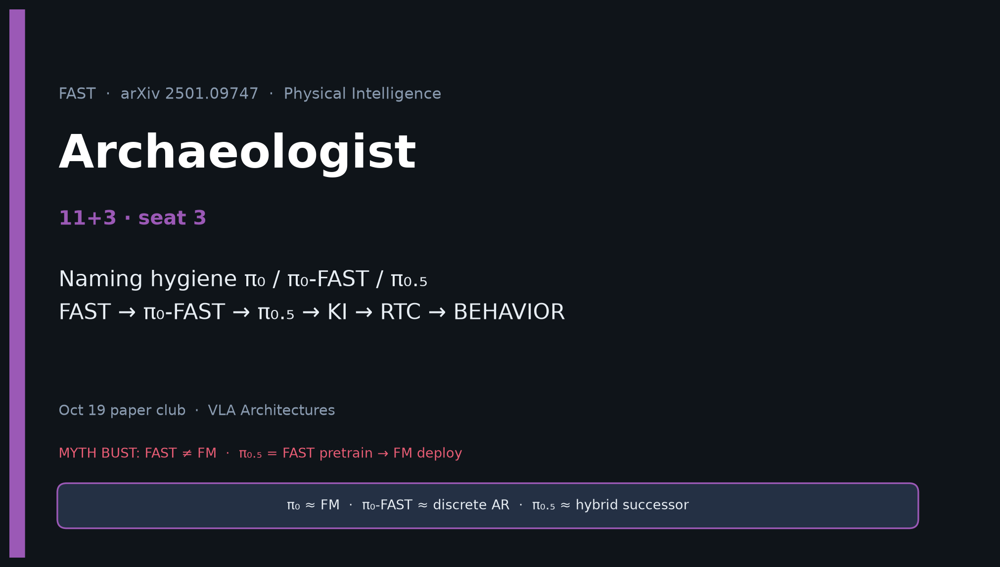 FAST · arXiv 2501.09747 · Physical Intelligence
Archaeologist
11+3 · seat 3
Naming hygiene π₀ / π₀-FAST / π₀.₅
FAST → π₀-FAST → π₀.₅ → KI → RTC → BEHAVIOR
Oct 19 paper club · VLA Architectures
MYTH BUST: FAST ≠ FM · π₀.₅ = FAST pretrain → FM deploy
π₀ ≈ FM · π₀-FAST ≈ discrete AR · π₀.₅ ≈ hybrid successor